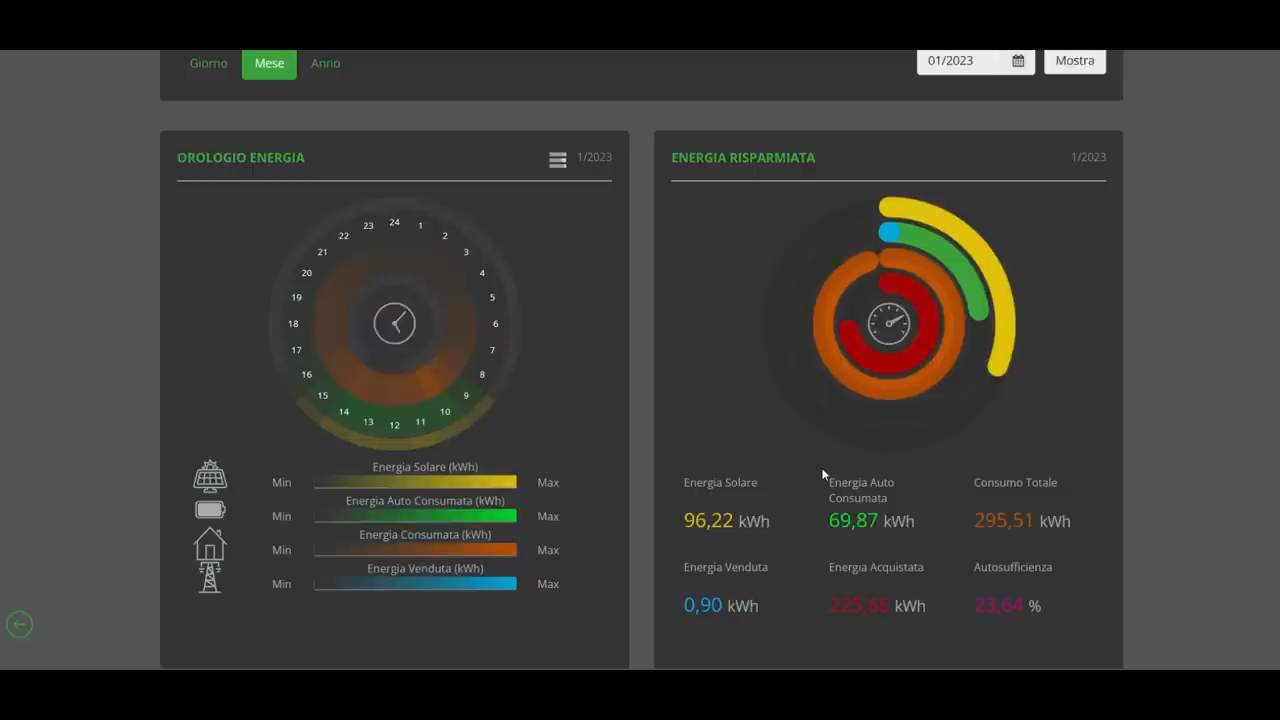 Giorno Mese Anno 01/2023 Mostra
OROLOGIO ENERGIA 1/2023
24
23 1
22 2
21 3
20 4
19 5
18 6
17 7
16 8
15 9
14 10
13 12 11
Energia Solare (kWh)
Min Max
Energia Auto Consumata (kWh)
Min Max
Energia Consumata (kWh)
Min Max
Energia Venduta (kWh)
Min Max
ENERGIA RISPARMIATA 1/2023
Energia Solare
96,22 kWh
Energia Auto
Consumata
69,87 kWh
Consumo Totale
295,51 kWh
Energia Venduta
0,90 kWh
Energia Acquistata
225,66 kWh
Autosufficienza
23,64 %